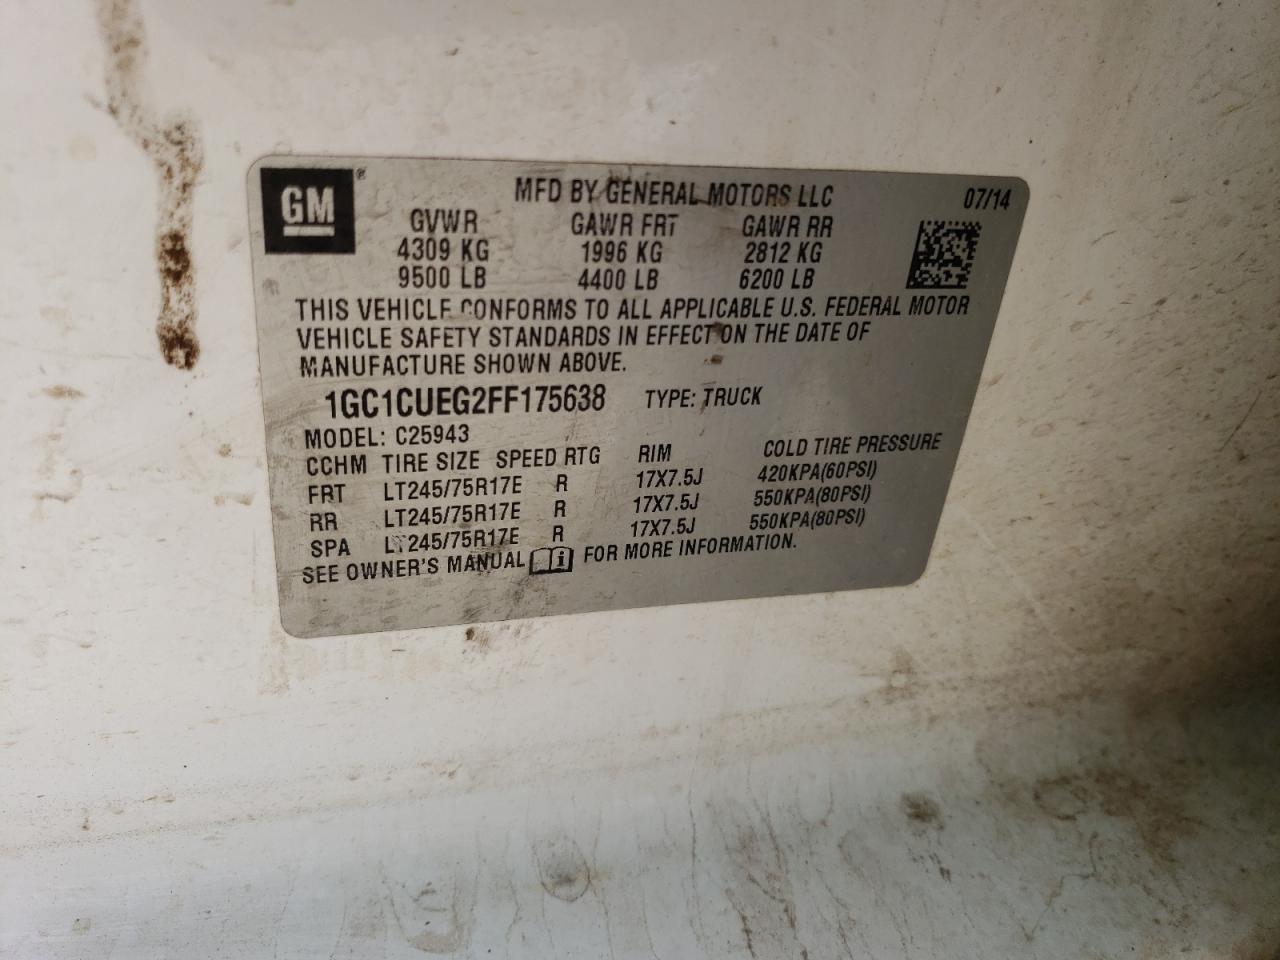 GM®
MFD BY GENERAL MOTORS LLC 07/14
GVWR GAWR FRT GAWR RR
4309 KG 1996 KG 2812 KG
9500 LB 4400 LB 6200 LB
THIS VEHICLE CONFORMS TO ALL APPLICABLE U.S. FEDERAL MOTOR
VEHICLE SAFETY STANDARDS IN EFFECT ON THE DATE OF
MANUFACTURE SHOWN ABOVE.
1GC1CUEG2FF175638 TYPE: TRUCK
MODEL: C25943
CCHM TIRE SIZE SPEED RTG RIM COLD TIRE PRESSURE
FRT LT245/75R17E R 17X7.5J 420KPA(60PSI)
RR LT245/75R17E R 17X7.5J 550KPA(80PSI)
SPA LT245/75R17E R 17X7.5J 550KPA(80PSI)
SEE OWNER'S MANUAL i FOR MORE INFORMATION.